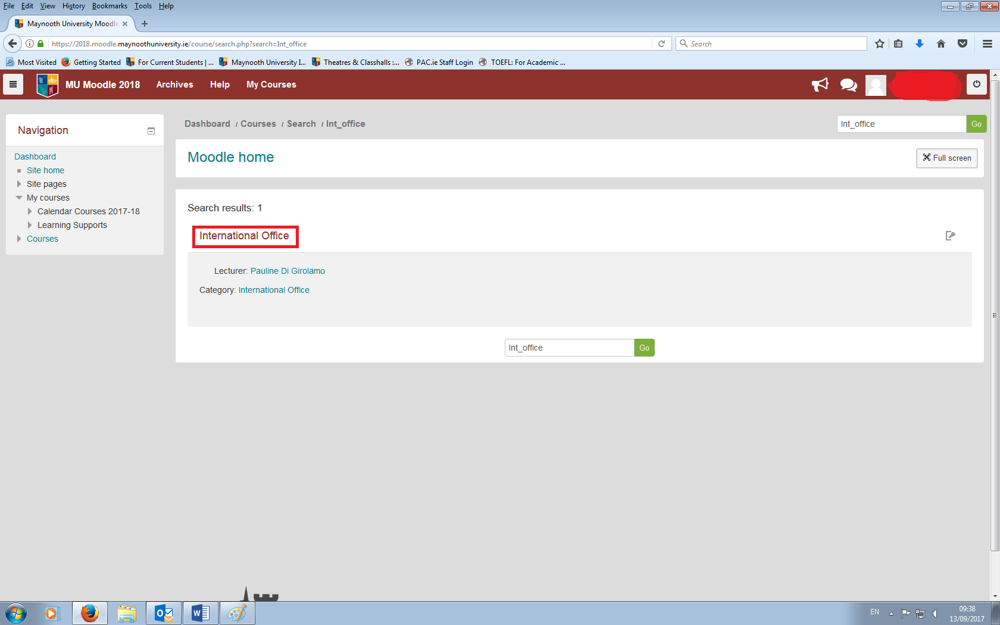 File Edit View History Bookmarks Tools Help
Maynooth University Moodle
https://2018.moodle.maynoothuniversity.ie/course/search.php?search=Int_office
Search
Most Visited Getting Started For Current Students | ... Maynooth University I... Theatres & Classhalls :... PAC.ie Staff Login TOEFL: For Academic ...
MU Moodle 2018 Archives Help My Courses
Navigation
Dashboard
Site home
Site pages
My courses
Calendar Courses 2017-18
Learning Supports
Courses
Dashboard / Courses / Search / Int_office
Int_office Go
Moodle home
Full screen
Search results: 1
International Office
Lecturer: Pauline Di Girolamo
Category: International Office
Int_office Go
EN
09:38
13/09/2017